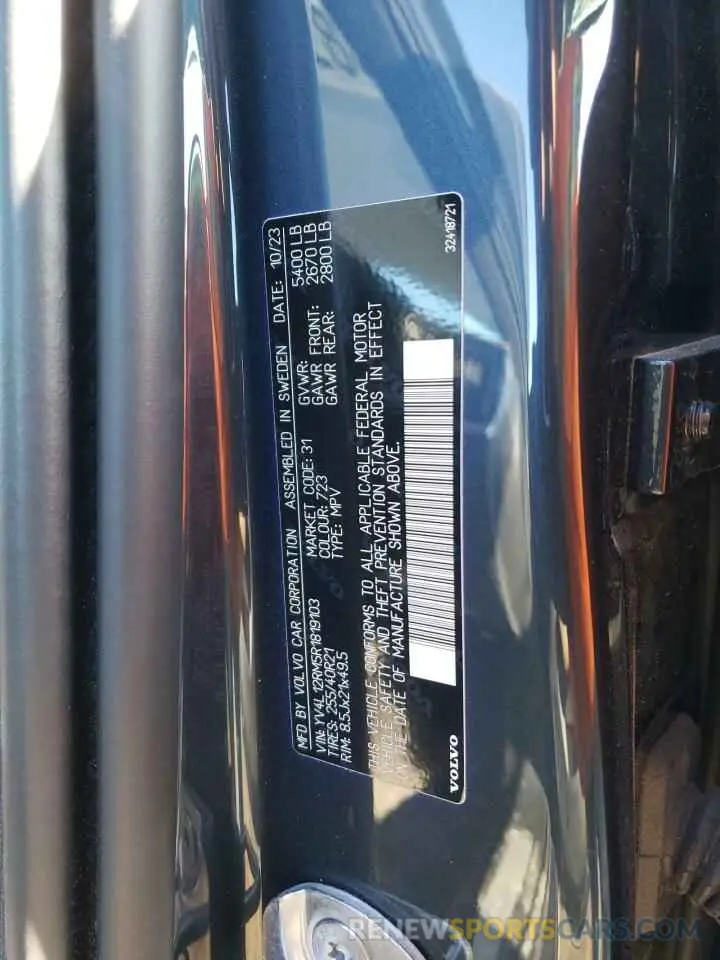 MFD BY VOLVO CAR CORPORATION ASSEMBLED IN SWEDEN DATE: 10/23
VIN: YV4L12RM5R1819103 MARKET CODE: 31 GVWR: 5400 LB
TIRES: 255/40R21 COLOUR: 723 GAWR FRONT: 2670 LB
RIM: 8.5Jx21x49.5 TYPE: MPV GAWR REAR: 2800 LB
THIS VEHICLE CONFORMS TO ALL APPLICABLE FEDERAL MOTOR
VEHICLE SAFETY AND THEFT PREVENTION STANDARDS IN EFFECT
ON THE DATE OF MANUFACTURE SHOWN ABOVE.
VOLVO 32418721
RENEWSPORTSCARS.COM